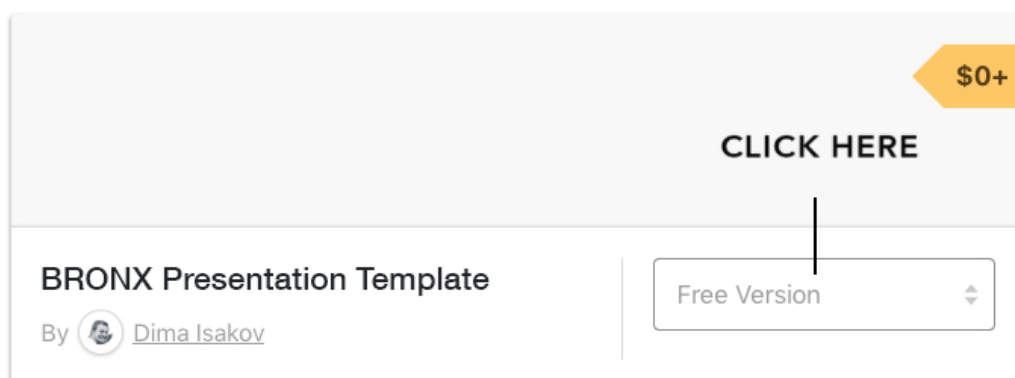 $0+
CLICK HERE
BRONX Presentation Template
Free Version
By Dima Isakov